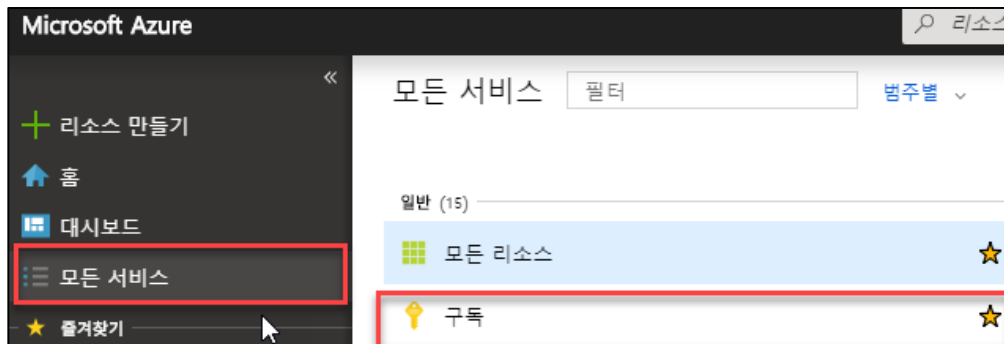 Microsoft Azure
리소스
«
리소스 만들기
홈
대시보드
모든 서비스
즐겨찾기
모든 서비스
필터
범주별
일반 (15)
모든 리소스
구독